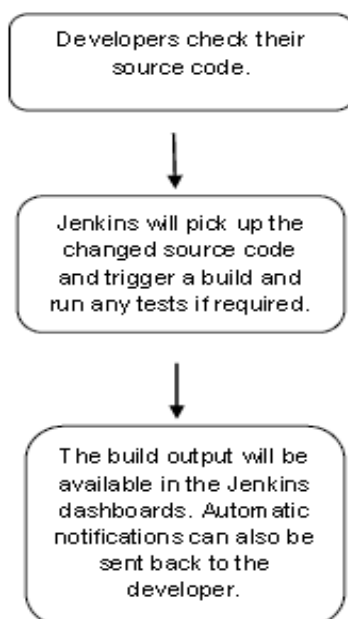 Developers check their
source code.
Jenkins will pick up the
changed source code
and trigger a build and
run any tests if required.
The build output will be
available in the Jenkins
dashboards. Automatic
notifications can also be
sent back to the
developer.